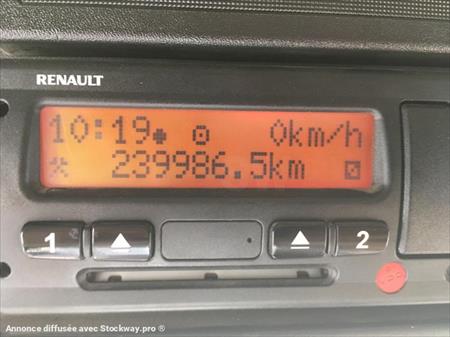 RENAULT
10:19 0km/h
239986.5km
1 2
Annonce diffusée avec Stockway.pro ®